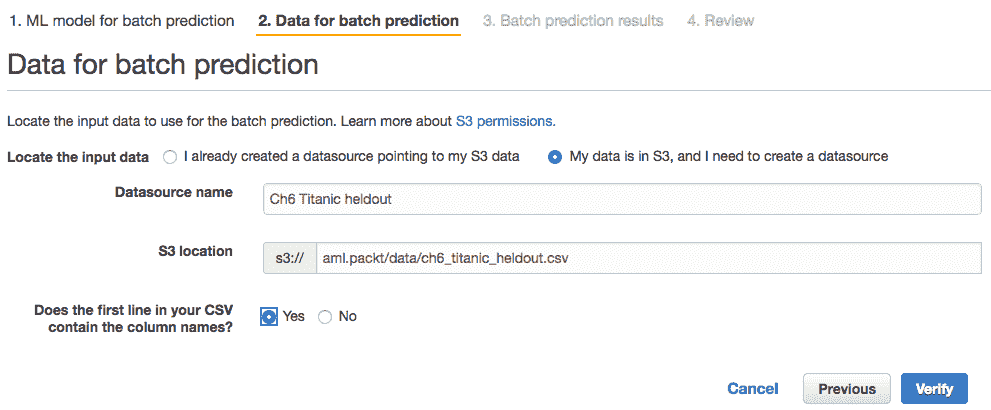 1. ML model for batch prediction 2. Data for batch prediction 3. Batch prediction results 4. Review
Data for batch prediction
Locate the input data to use for the batch prediction. Learn more about S3 permissions.
Locate the input data I already created a datasource pointing to my S3 data My data is in S3, and I need to create a datasource
Datasource name Ch6 Titanic heldout
S3 location s3:// aml.packt/data/ch6_titanic_heldout.csv
Does the first line in your CSV
contain the column names? Yes No
Cancel Previous Verify